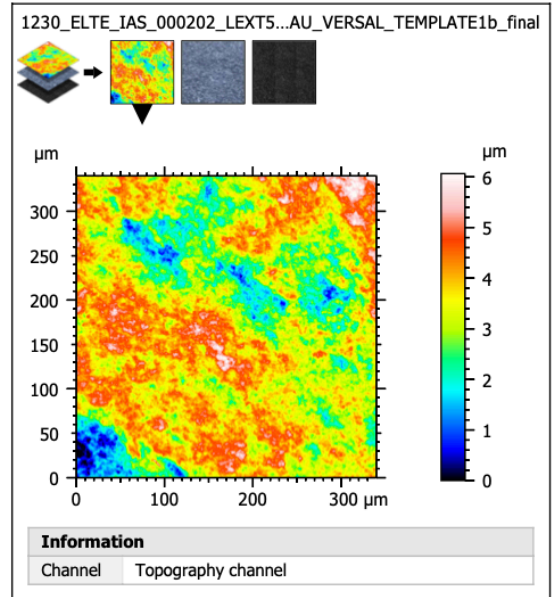 1230_ELTE_IAS_000202_LEXT5...AU_VERSAL_TEMPLATE1b_final
µm
µm
6
300
5
250
4
200
3
150
2
100
1
50
0
0
0
100
200
300 µm
Information
Channel Topography channel